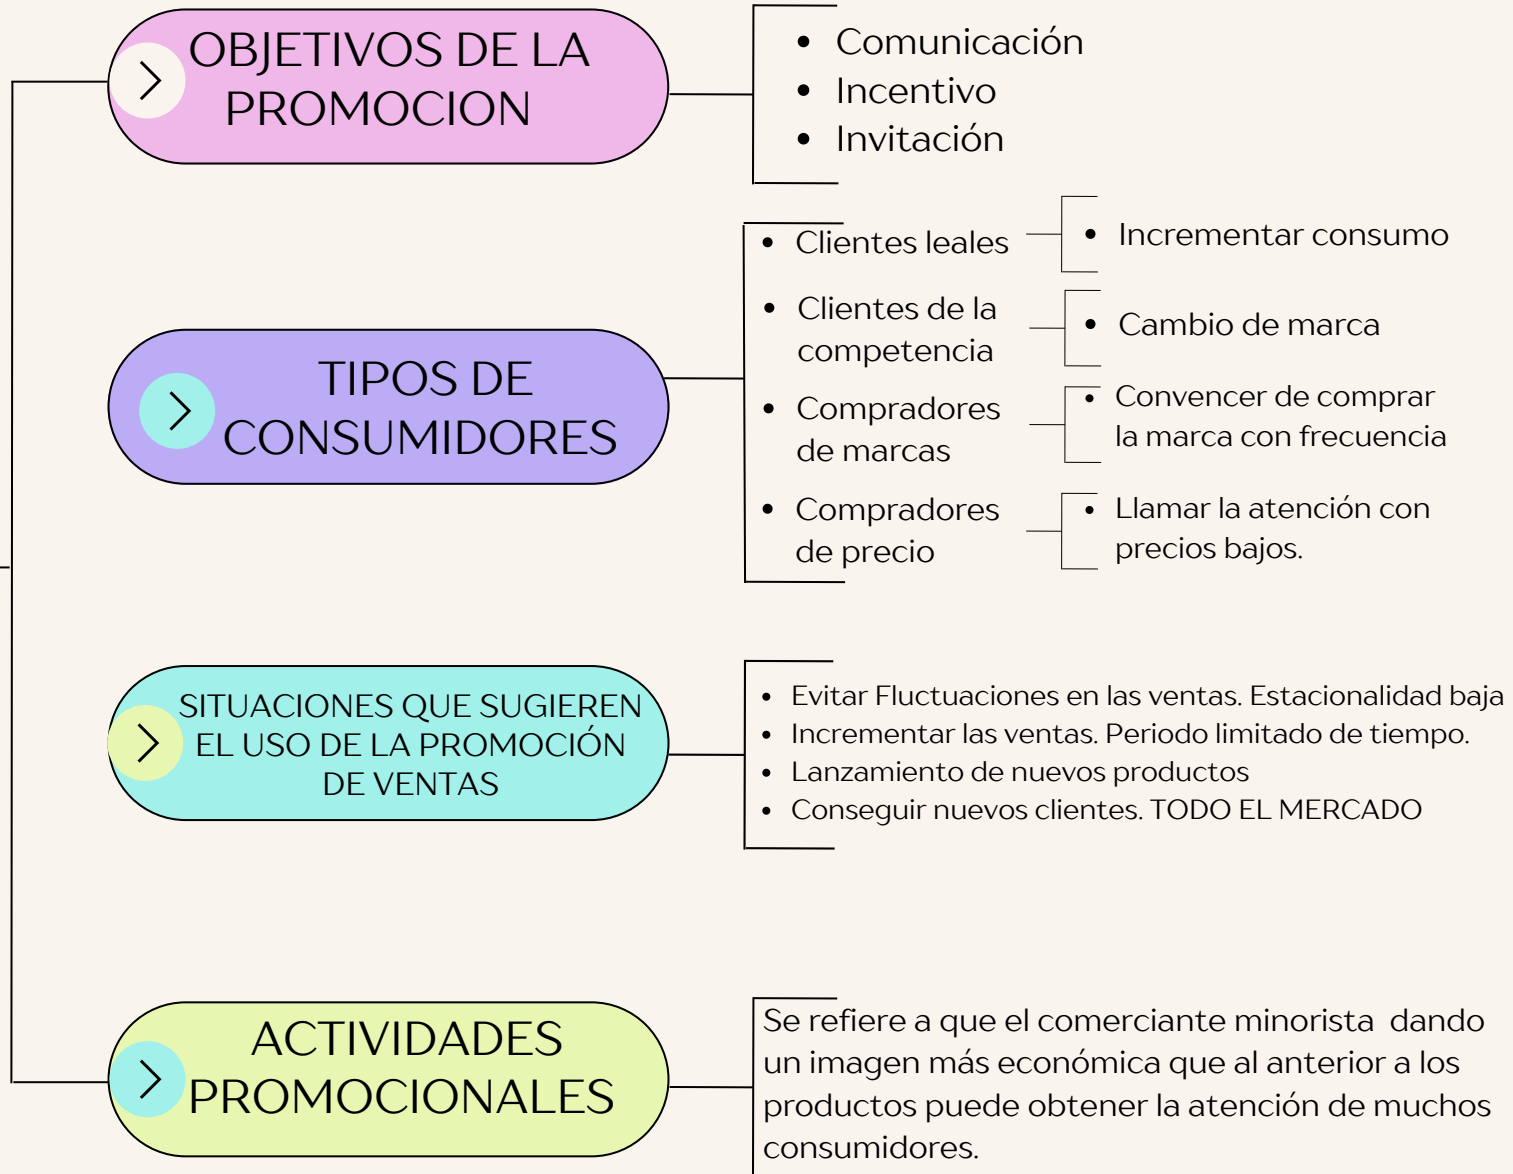 OBJETIVOS DE LA
PROMOCION
• Comunicación
• Incentivo
• Invitación
TIPOS DE
CONSUMIDORES
• Clientes leales
• Incrementar consumo
• Clientes de la
competencia
• Cambio de marca
• Compradores
de marcas
• Convencer de comprar
la marca con frecuencia
• Compradores
de precio
• Llamar la atención con
precios bajos.
SITUACIONES QUE SUGIEREN
EL USO DE LA PROMOCIÓN
DE VENTAS
• Evitar Fluctuaciones en las ventas. Estacionalidad baja
• Incrementar las ventas. Periodo limitado de tiempo.
• Lanzamiento de nuevos productos
• Conseguir nuevos clientes. TODO EL MERCADO
ACTIVIDADES
PROMOCIONALES
Se refiere a que el comerciante minorista dando
un imagen más económica que al anterior a los
productos puede obtener la atención de muchos
consumidores.